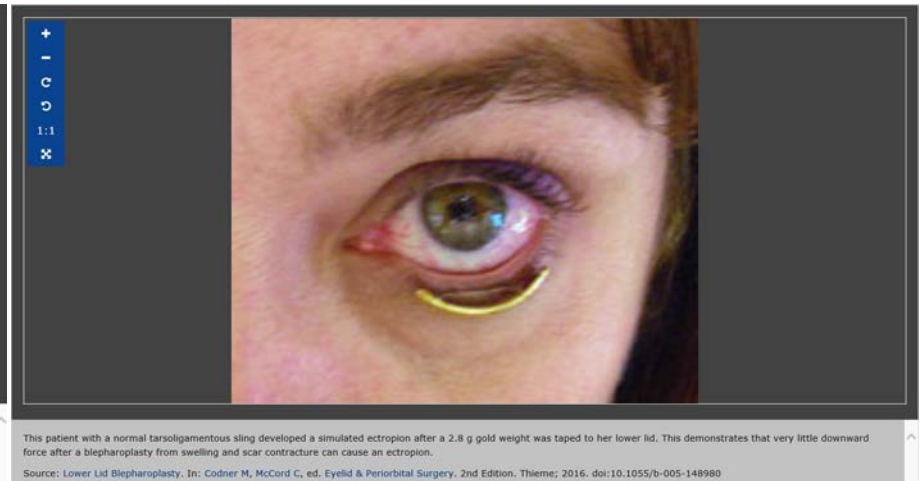 1:1
This patient with a normal tarsoligamentous sling developed a simulated ectropion after a 2.8 g gold weight was taped to her lower lid. This demonstrates that very little downward
force after a blepharoplasty from swelling and scar contracture can cause an ectropion.
Source: Lower Lid Blepharoplasty. In: Codner M, McCord C, ed. Eyelid & Periorbital Surgery. 2nd Edition. Thieme; 2016. doi:10.1055/b-005-148980